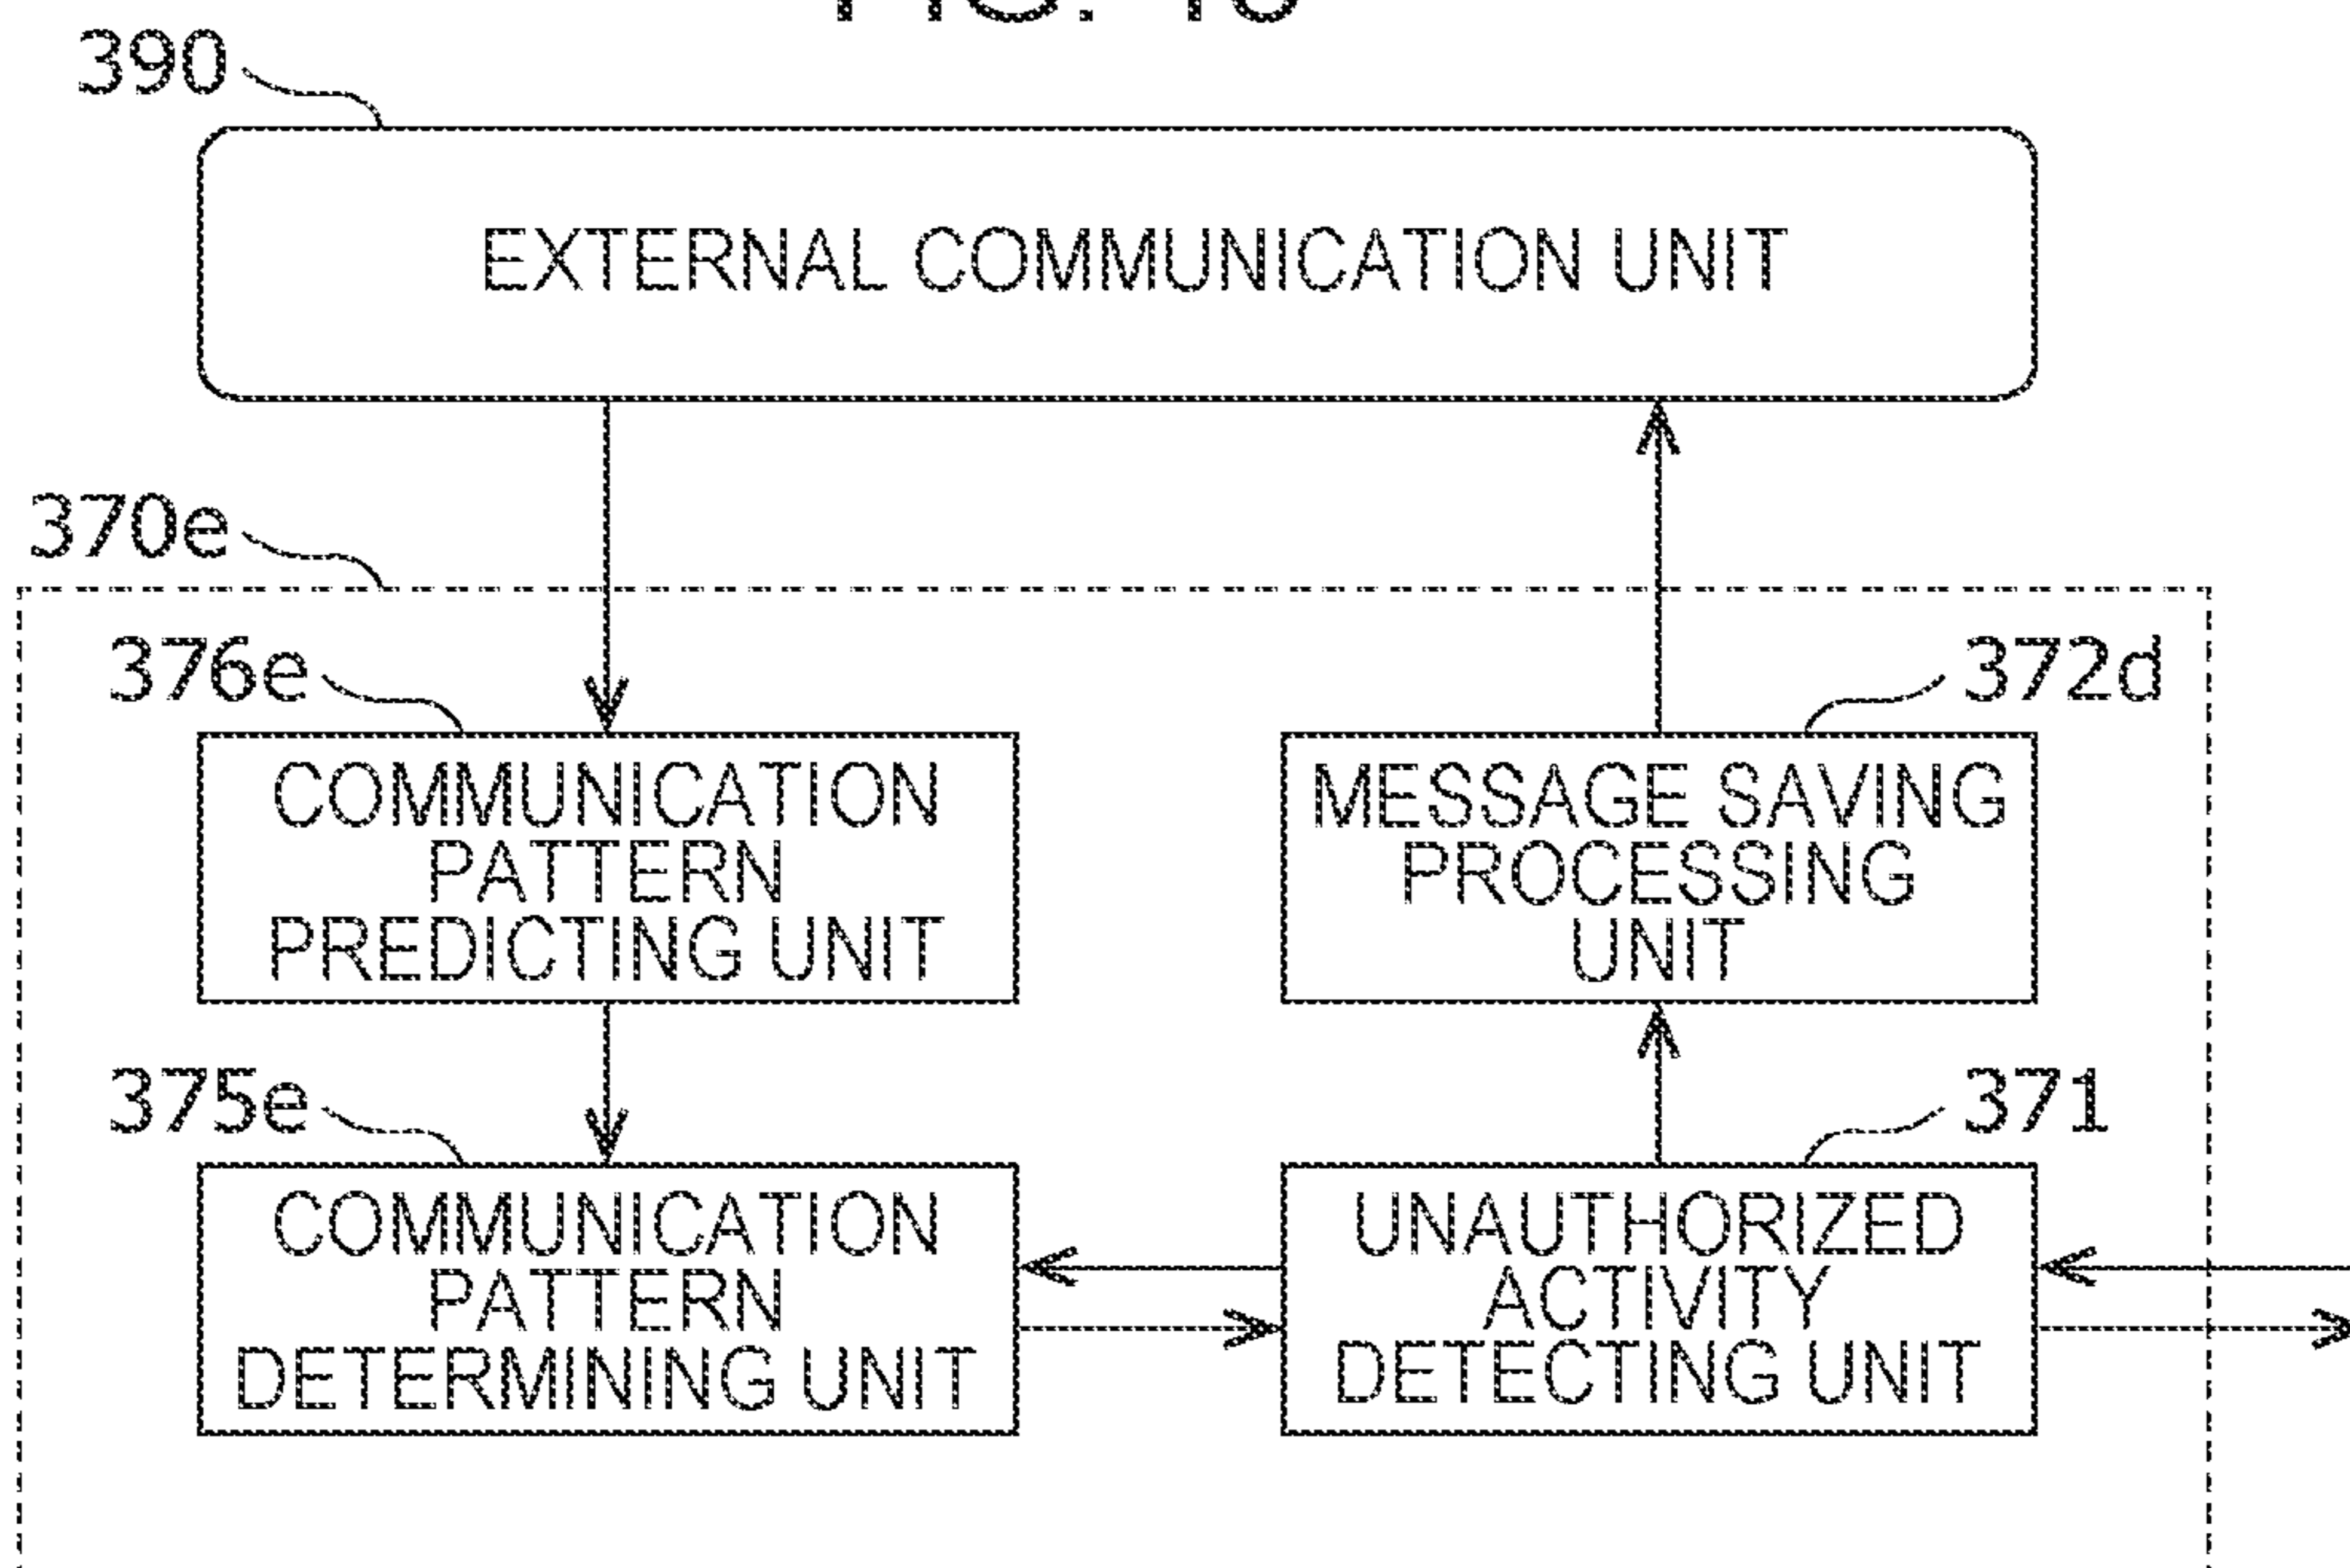 390
EXTERNAL COMMUNICATION UNIT
370e
376e
372d
COMMUNICATION
PATTERN
PREDICTING UNIT
MESSAGE SAVING
PROCESSING
UNIT
375e
371
COMMUNICATION
PATTERN
DETERMINING UNIT
UNAUTHORIZED
ACTIVITY
DETECTING UNIT